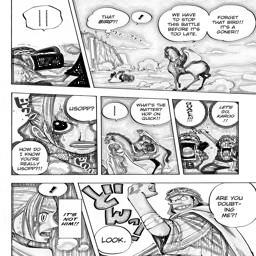 FORGET
THAT BIRD!!
IT'S A
GONER!!
WE HAVE
TO STOP
THIS BATTLE
BEFORE IT'S
TOO LATE.
!
THAT
BIRD?!
!!
LET'S
GO,
KAROO
!!
!!
WHAT'S THE
MATTER?
HOP ON
QUICK!!
!
USOPP?
HOW DO
I KNOW
YOU'RE
REALLY
USOPP?!!
ARE YOU
DOUBT-
ING
ME?!
LOOK.
IT'S
NOT
HIM!!